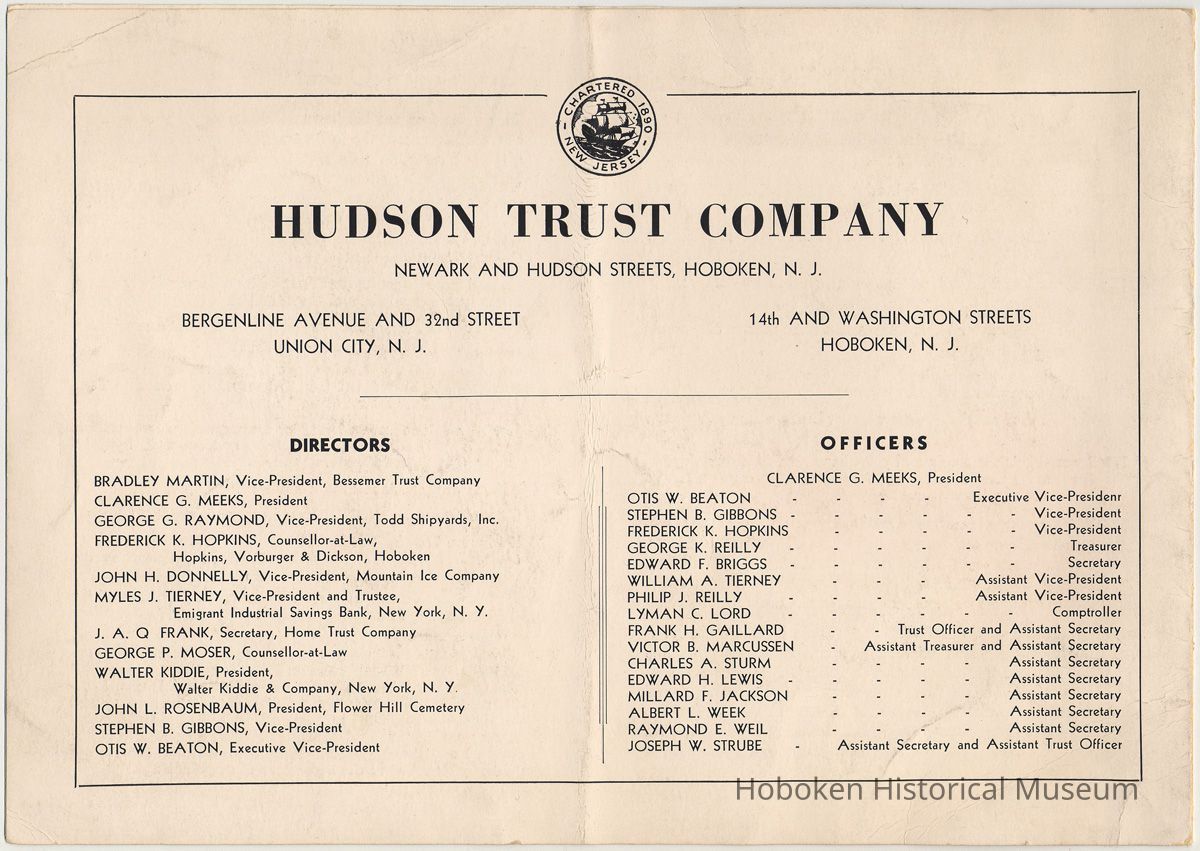 CHARTERED 1890
NEW JERSEY
HUDSON TRUST COMPANY
NEWARK AND HUDSON STREETS, HOBOKEN, N. J.
BERGENLINE AVENUE AND 32nd STREET
UNION CITY, N. J.
14th AND WASHINGTON STREETS
HOBOKEN, N. J.
DIRECTORS
BRADLEY MARTIN, Vice-President, Bessemer Trust Company
CLARENCE G. MEEKS, President
GEORGE G. RAYMOND, Vice-President, Todd Shipyards, Inc.
FREDERICK K. HOPKINS, Counsellor-at-Law,
Hopkins, Vorburger & Dickson, Hoboken
JOHN H. DONNELLY, Vice-President, Mountain Ice Company
MYLES J. TIERNEY, Vice-President and Trustee,
Emigrant Industrial Savings Bank, New York, N. Y.
J. A. Q FRANK, Secretary, Home Trust Company
GEORGE P. MOSER, Counsellor-at-Law
WALTER KIDDIE, President,
Walter Kiddie & Company, New York, N. Y.
JOHN L. ROSENBAUM, President, Flower Hill Cemetery
STEPHEN B. GIBBONS, Vice-President
OTIS W. BEATON, Executive Vice-President
OFFICERS
CLARENCE G. MEEKS, President
OTIS W. BEATON - - - - Executive Vice-President
STEPHEN B. GIBBONS - - - - - - Vice-President
FREDERICK K. HOPKINS - - - - - Vice-President
GEORGE K. REILLY - - - - - - Treasurer
EDWARD F. BRIGGS - - - - - - Secretary
WILLIAM A. TIERNEY - - - - Assistant Vice-President
PHILIP J. REILLY - - - - Assistant Vice-President
LYMAN C. LORD - - - - - - Comptroller
FRANK H. GAILLARD - - Trust Officer and Assistant Secretary
VICTOR B. MARCUSSEN - Assistant Treasurer and Assistant Secretary
CHARLES A. STURM - - - - Assistant Secretary
EDWARD H. LEWIS - - - - - Assistant Secretary
MILLARD F. JACKSON - - - - Assistant Secretary
ALBERT L. WEEK - - - - Assistant Secretary
RAYMOND E. WEIL - - - - Assistant Secretary
JOSEPH W. STRUBE - Assistant Secretary and Assistant Trust Officer
Hoboken Historical Museum